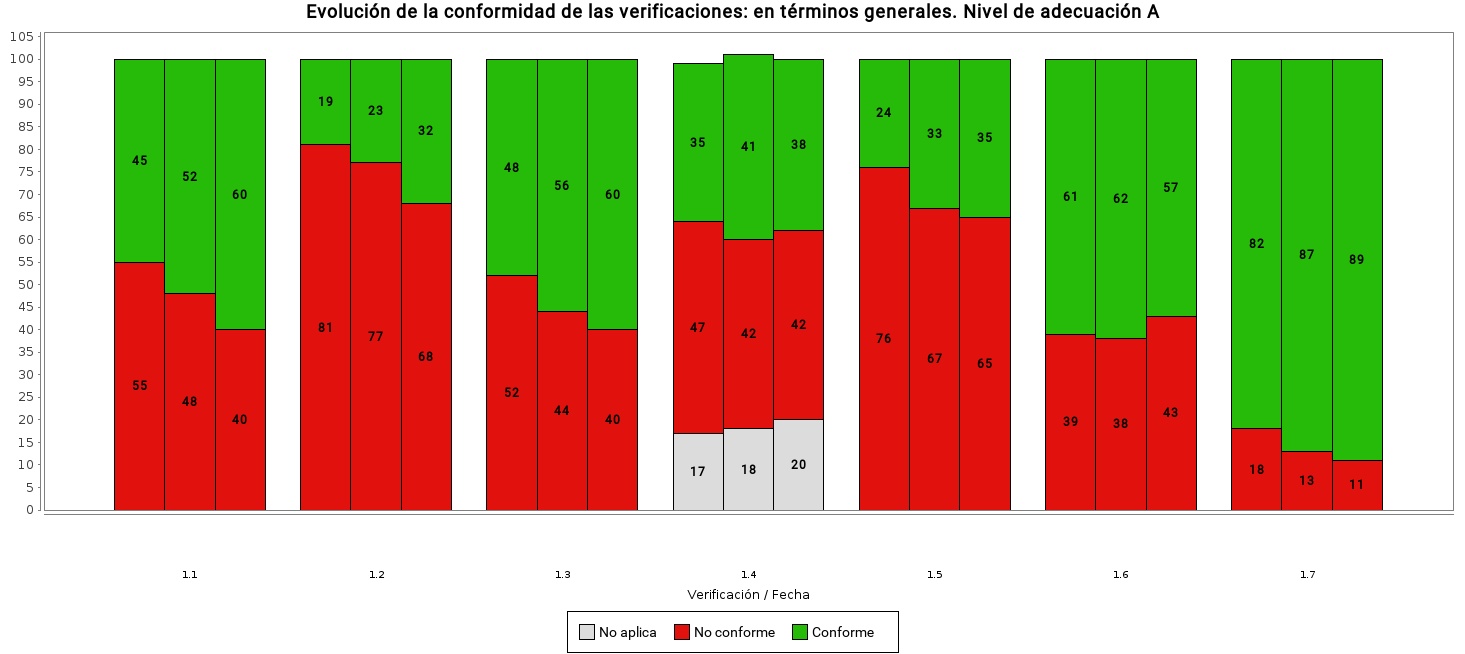 Evolución de la conformidad de las verificaciones: en términos generales. Nivel de adecuación A
105
100
95
90
85
80
75
70
65
60
55
50
45
40
35
30
25
20
15
10
5
0
45 52 60
55 48 40
19 23 32
81 77 68
48 56 60
52 44 40
35 41 38
47 42 42
17 18 20
24 33 35
76 67 65
61 62 57
39 38 43
82 87 89
18 13 11
1.1 1.2 1.3 1.4 1.5 1.6 1.7
Verificación / Fecha
No aplica No conforme Conforme